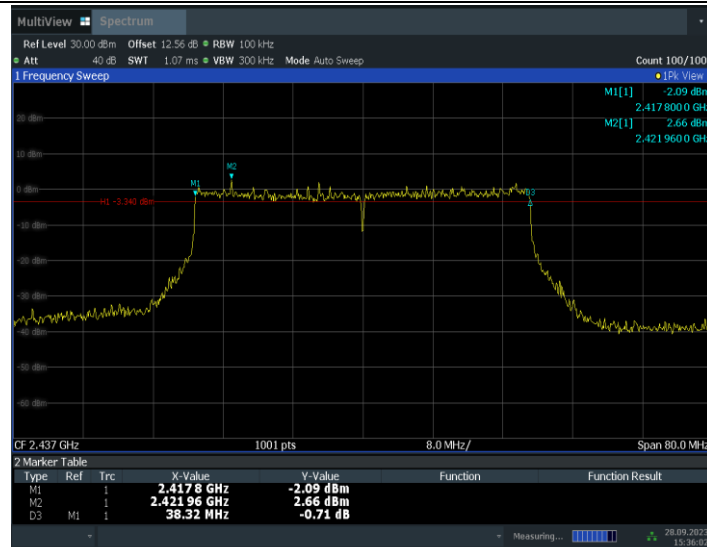 MultiView Spectrum
Ref Level 30.00 dBm Offset 12.56 dB RBW 100 kHz
Att 40 dB SWT 1.07 ms VBW 300 kHz Mode Auto Sweep Count 100/100
1 Frequency Sweep 1Pk View
M1[1] -2.09 dBm
2.417 800 0 GHz
M2[1] 2.66 dBm
2.421 960 0 GHz
20 dBm
10 dBm
M2
M1
0 dBm
D3
H1 -3.340 dBm
-10 dBm
-20 dBm
-30 dBm
-40 dBm
-50 dBm
-60 dBm
CF 2.437 GHz 1001 pts 8.0 MHz/ Span 80.0 MHz
2 Marker Table
Type Ref Trc X-Value Y-Value Function Function Result
M1 1 2.417 8 GHz -2.09 dBm
M2 1 2.421 96 GHz 2.66 dBm
D3 M1 1 38.32 MHz -0.71 dB
Measuring... 28.09.2023
15:36:02